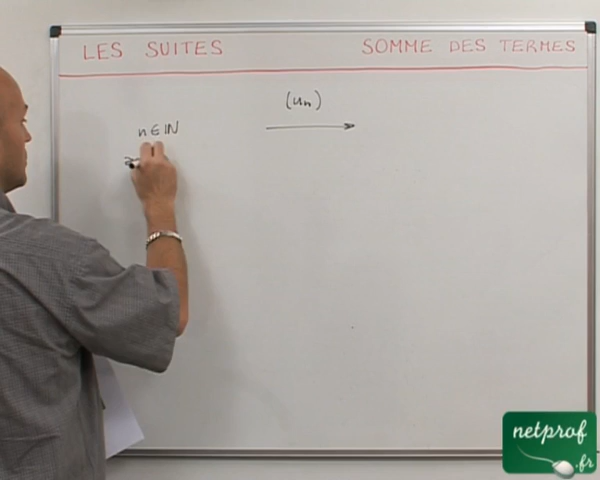 LES SUITES SOMME DES TERMES
(uₙ)
n ∈ ℕ
netprof
.fr